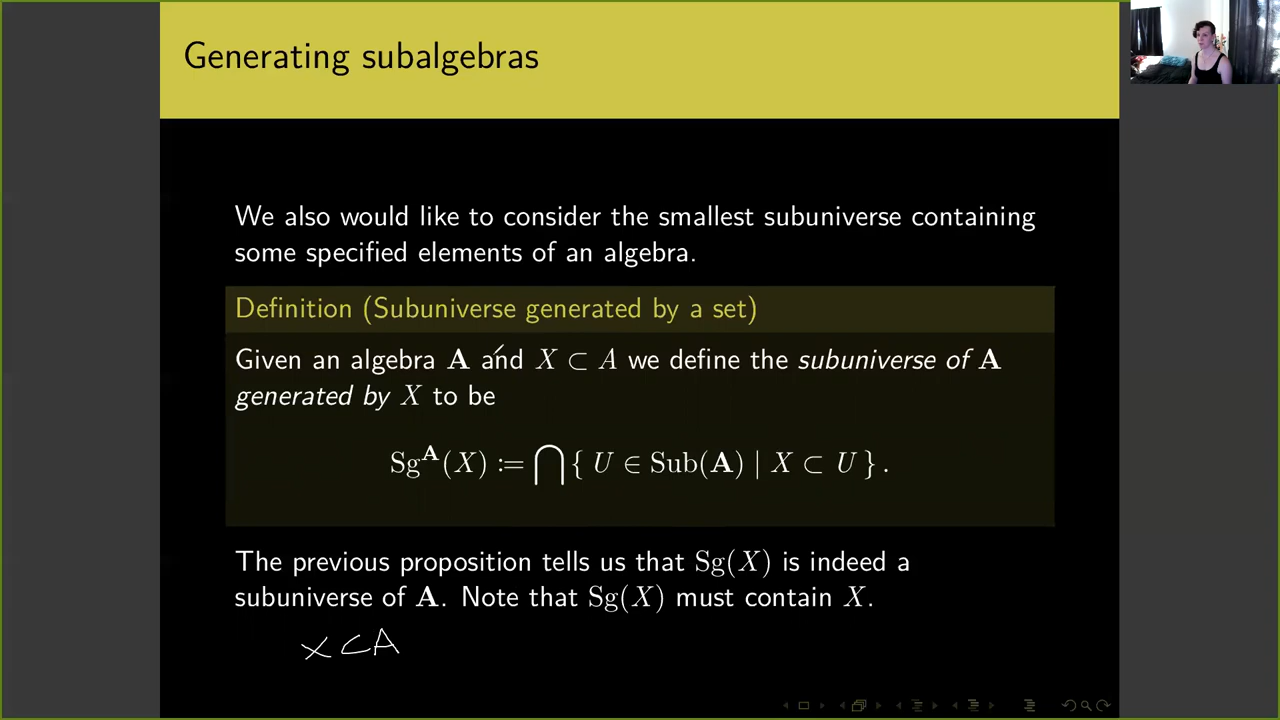 Generating subalgebras
We also would like to consider the smallest subuniverse containing
some specified elements of an algebra.
Definition (Subuniverse generated by a set)
Given an algebra A and X ⊂ A we define the subuniverse of A
generated by X to be
Sg^A(X) ≔ ⋂ { U ∈ Sub(A) | X ⊂ U } .
The previous proposition tells us that Sg(X) is indeed a
subuniverse of A. Note that Sg(X) must contain X.
X ⊂ A